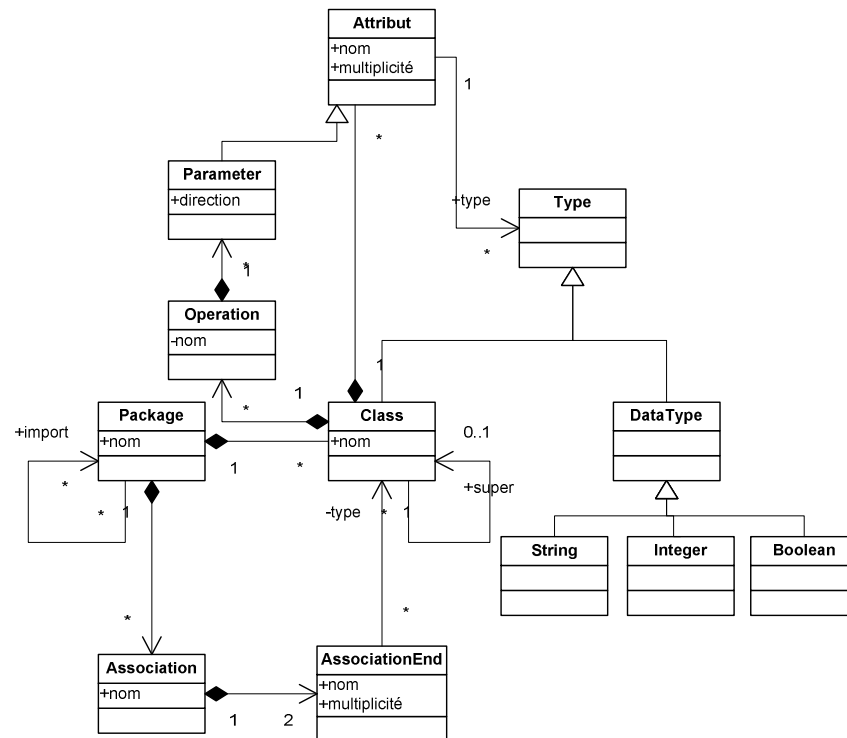 Attribut
+nom
+multiplicité
1
*
Parameter
+direction
+type
*
Type
*
1
Operation
-nom
1
*
1
Package
+nom
+import
*
*
1
1
*
Class
+nom
0..1
+super
1
-type
*
*
DataType
String
Integer
Boolean
*
Association
+nom
1
2
AssociationEnd
+nom
+multiplicité